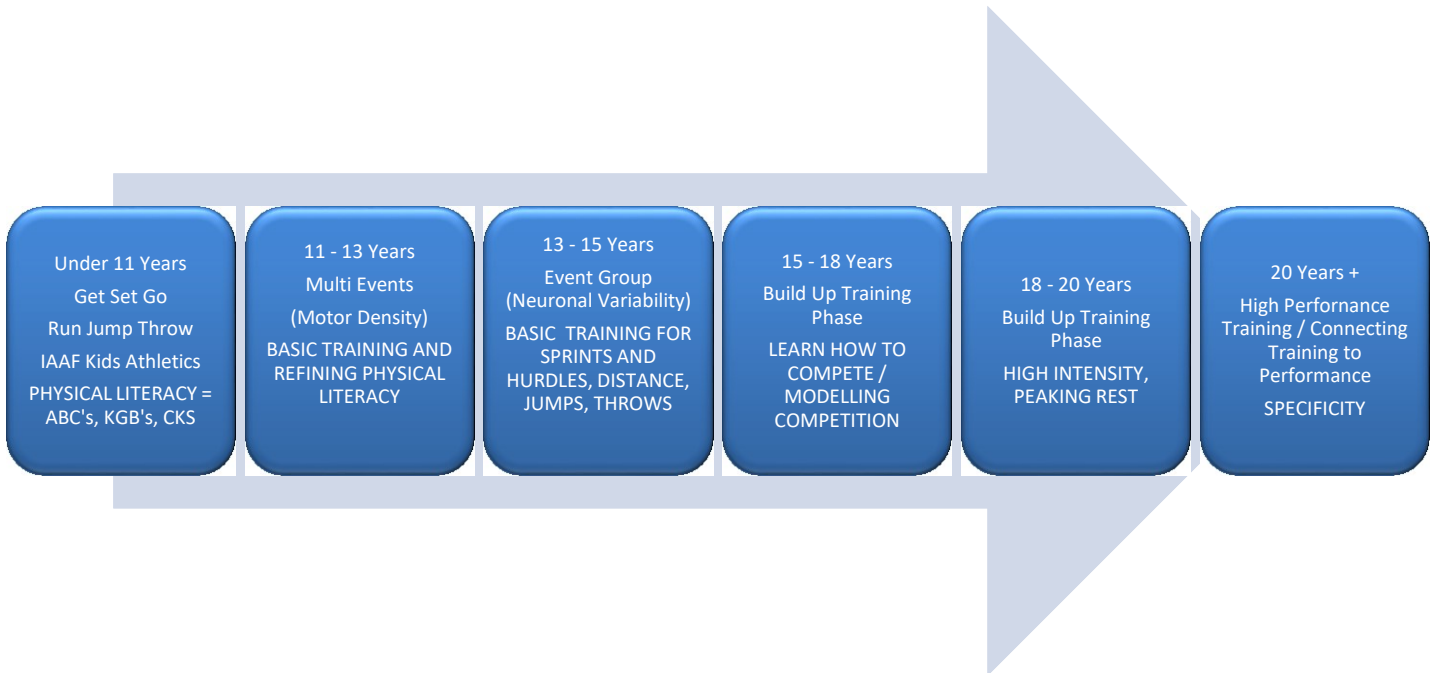 Under 11 Years
Get Set Go
Run Jump Throw
IAAF Kids Athletics
PHYSICAL LITERACY =
ABC's, KGB's, CKS
11 - 13 Years
Multi Events
(Motor Density)
BASIC TRAINING AND
REFINING PHYSICAL
LITERACY
13 - 15 Years
Event Group
(Neuronal Variability)
BASIC TRAINING FOR
SPRINTS AND
HURDLES, DISTANCE,
JUMPS, THROWS
15 - 18 Years
Build Up Training
Phase
LEARN HOW TO
COMPETE /
MODELLING
COMPETITION
18 - 20 Years
Build Up Training
Phase
HIGH INTENSITY,
PEAKING REST
20 Years +
High Perfornance
Training / Connecting
Training to
Performance
SPECIFICITY